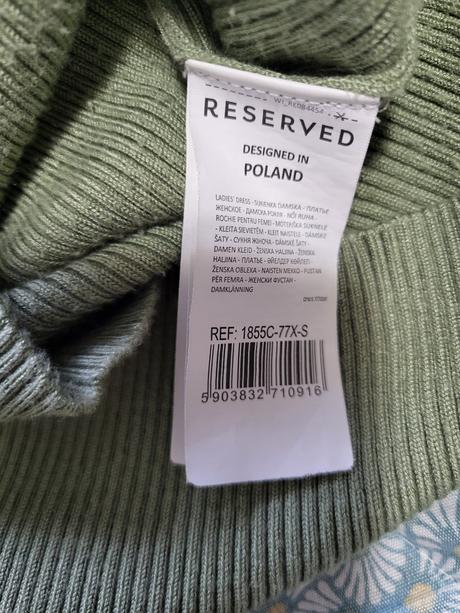 RESERVED
DESIGNED IN
POLAND
LADIES' DRESS - SUKIENKA DAMSKA - ПЛАТЬЕ
ЖЕНСКОЕ - ДАМСКА РОКЛЯ - NŐI RUHA -
ROCHIE PENTRU FEMEI - MOTERIŠKA SUKNELĖ
- KLEITA SIEVIETĒM - KLEIT NAISTELE - DÁMSKE
ŠATY - СУКНЯ ЖІНОЧА - DÁMSKÉ ŠATY -
DAMEN KLEID - ŽENSKA HALJINA - ŽENSKA
HALJINA - ПЛАТЬЕ - ӘЙЕЛДЕР КӨЙЛЕГІ -
ŽENSKA OBLEKA - NAISTEN MEKKO - FUSTAN
PËR FEMRA - ЖЕНСКИ ФУСТАН -
DAMKLÄNNING
REF: 1855C-77X-S
5 903832 710916